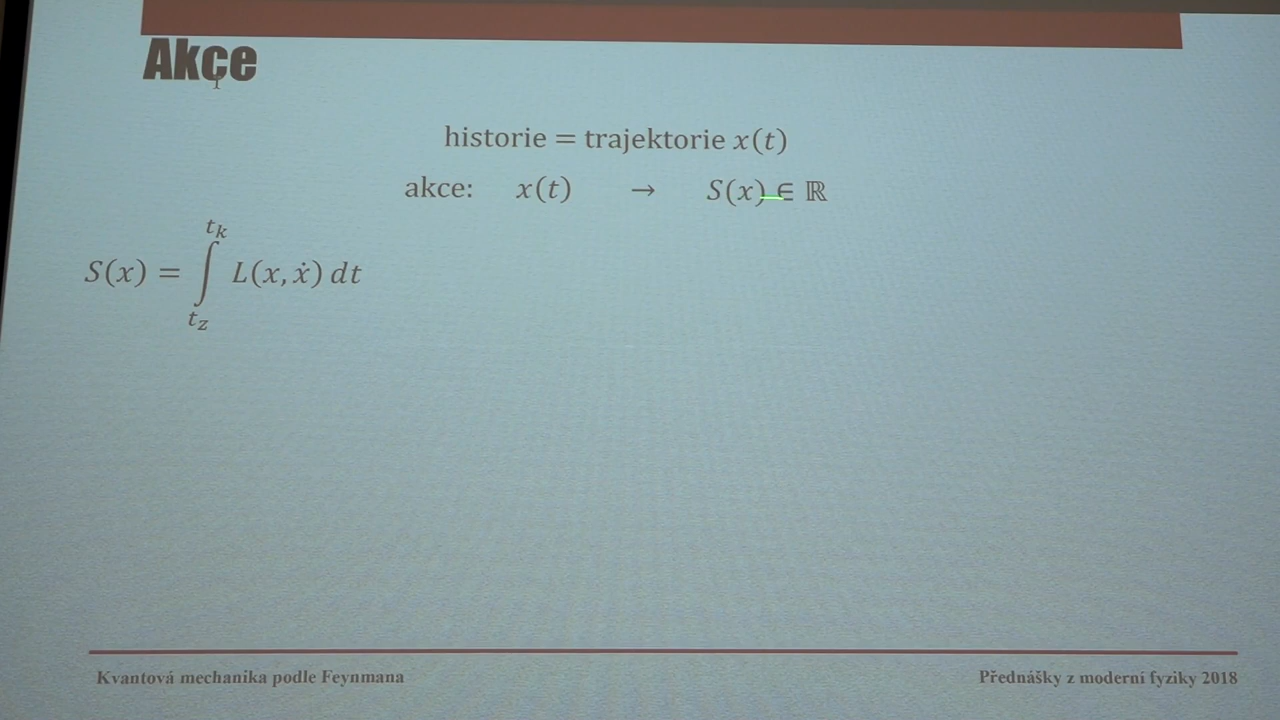 Akce
historie = trajektorie x(t)
akce: x(t) → S(x) ∈ ℝ
S(x) = ∫_{t_z}^{t_k} L(x, ẋ) dt
Kvantová mechanika podle Feynmana
Přednášky z moderní fyziky 2018